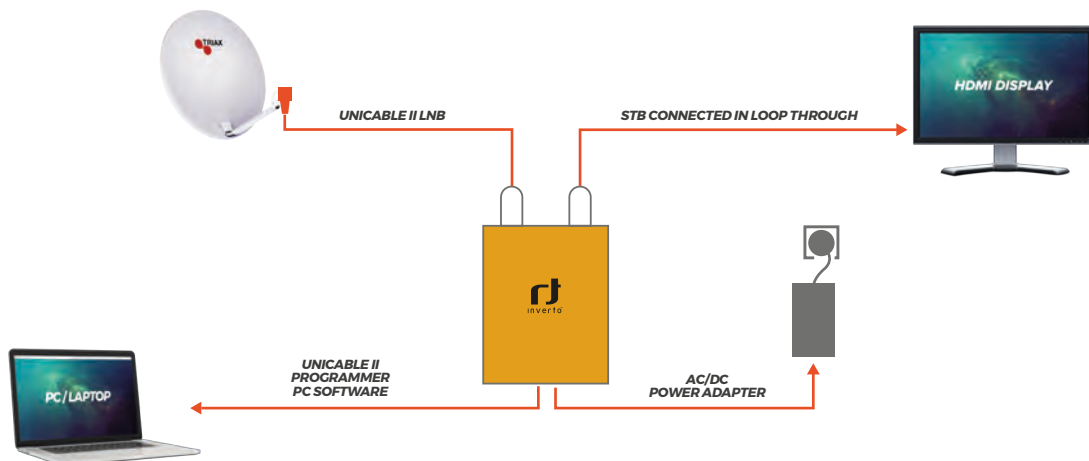 TRIAX
UNICABLE II LNB
STB CONNECTED IN LOOP THROUGH
HDMI DISPLAY
inverto
UNICABLE II
PROGRAMMER
PC SOFTWARE
AC/DC
POWER ADAPTER
PC/LAPTOP